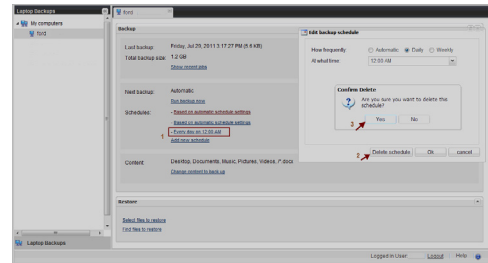 Laptop Backups
My computers
ford
ford
Backup
Last backup: Friday, Jul 29, 2011 3:17:27 PM (5.6 KB)
Total backup size: 1.2 GB
Show recent jobs
Next backup: Automatic
Run backup now
Schedules: - Based on automatic schedule settings
- Based on automatic schedule settings
1 - Every day on 12:00 AM
Add new schedule
Content: Desktop, Documents, Music, Pictures, Videos, /*.docx
Change content to back up
Restore
Select files to restore
Find files to restore
Edit backup schedule
How frequently Automatic Daily Weekly
At what time: 12:00 AM
Confirm Delete
Are you sure you want to delete this
schedule?
3 Yes No
2 Delete schedule Ok cancel
Laptop Backups
Logged in User: Logout Help